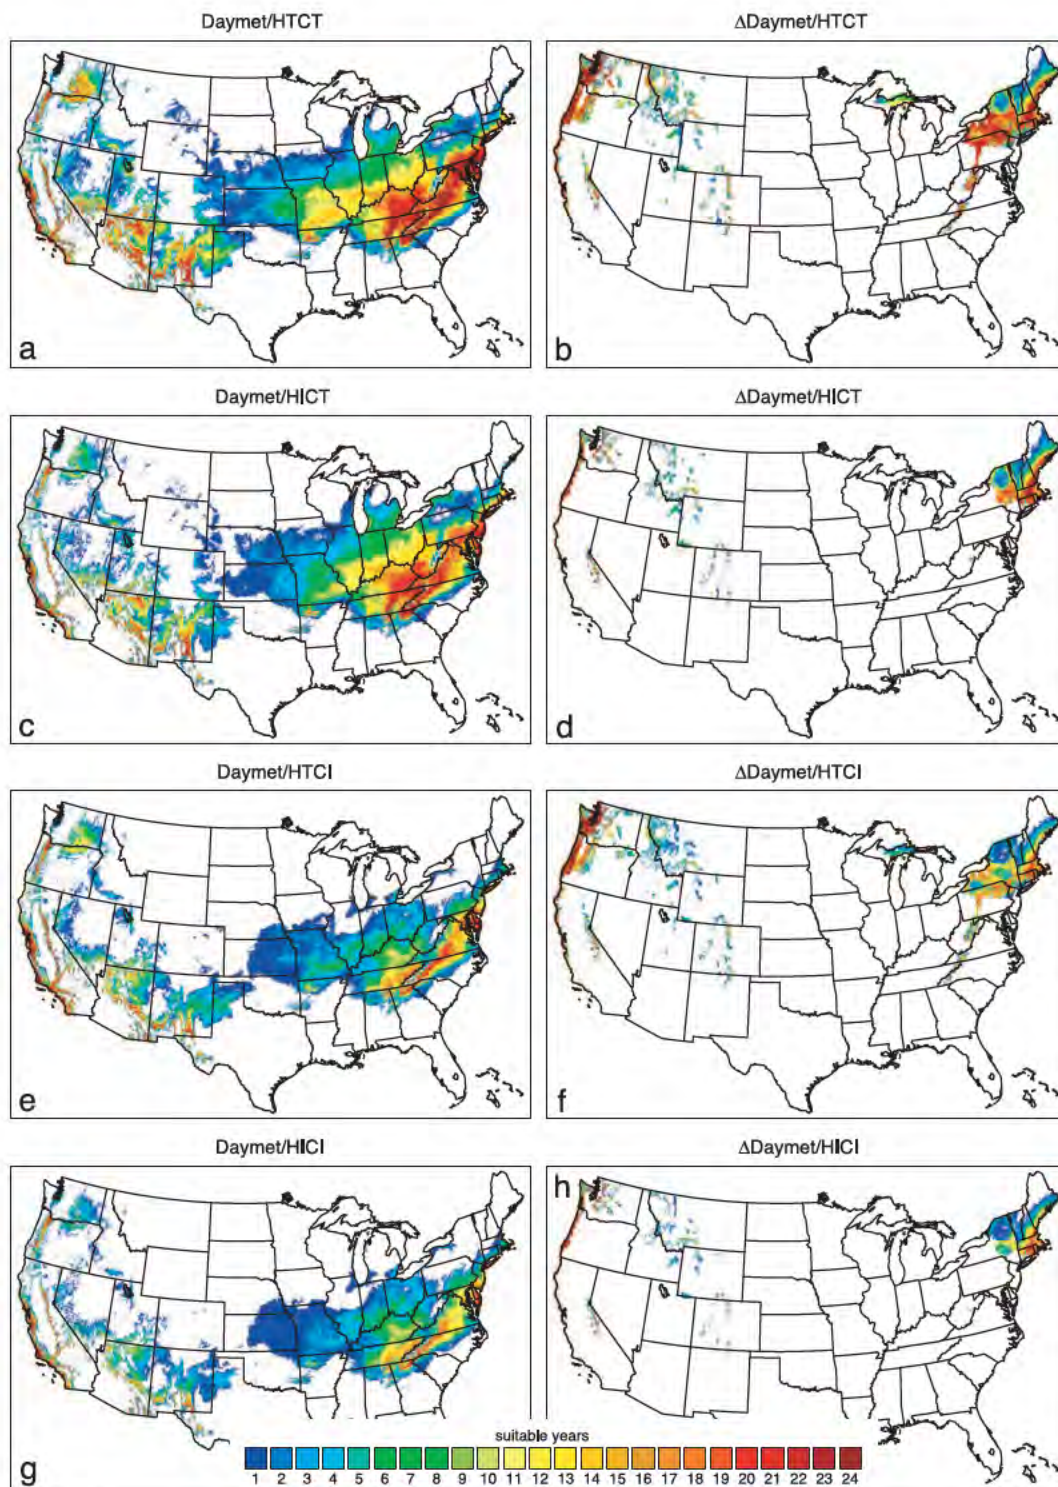 Daymet/HTCT
ΔDaymet/HTCT
a
b
Daymet/HICT
ΔDaymet/HICT
c
d
Daymet/HTCI
ΔDaymet/HTCI
e
f
Daymet/HICI
ΔDaymet/HICI
g
h
suitable years
1 2 3 4 5 6 7 8 9 10 11 12 13 14 15 16 17 18 19 20 21 22 23 24